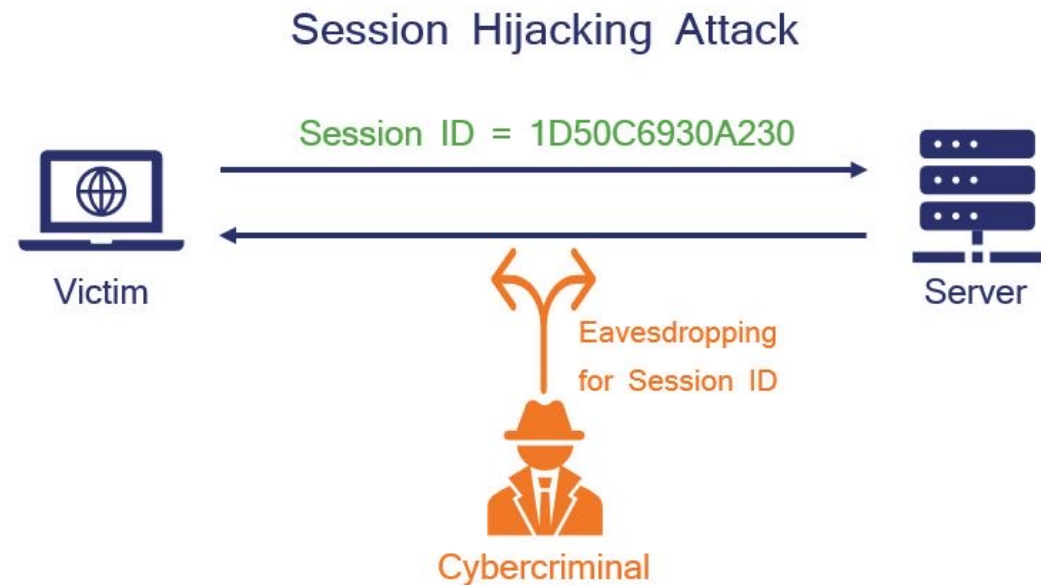 Session Hijacking Attack
Session ID = 1D50C6930A230
Victim
Server
Eavesdropping
for Session ID
Cybercriminal